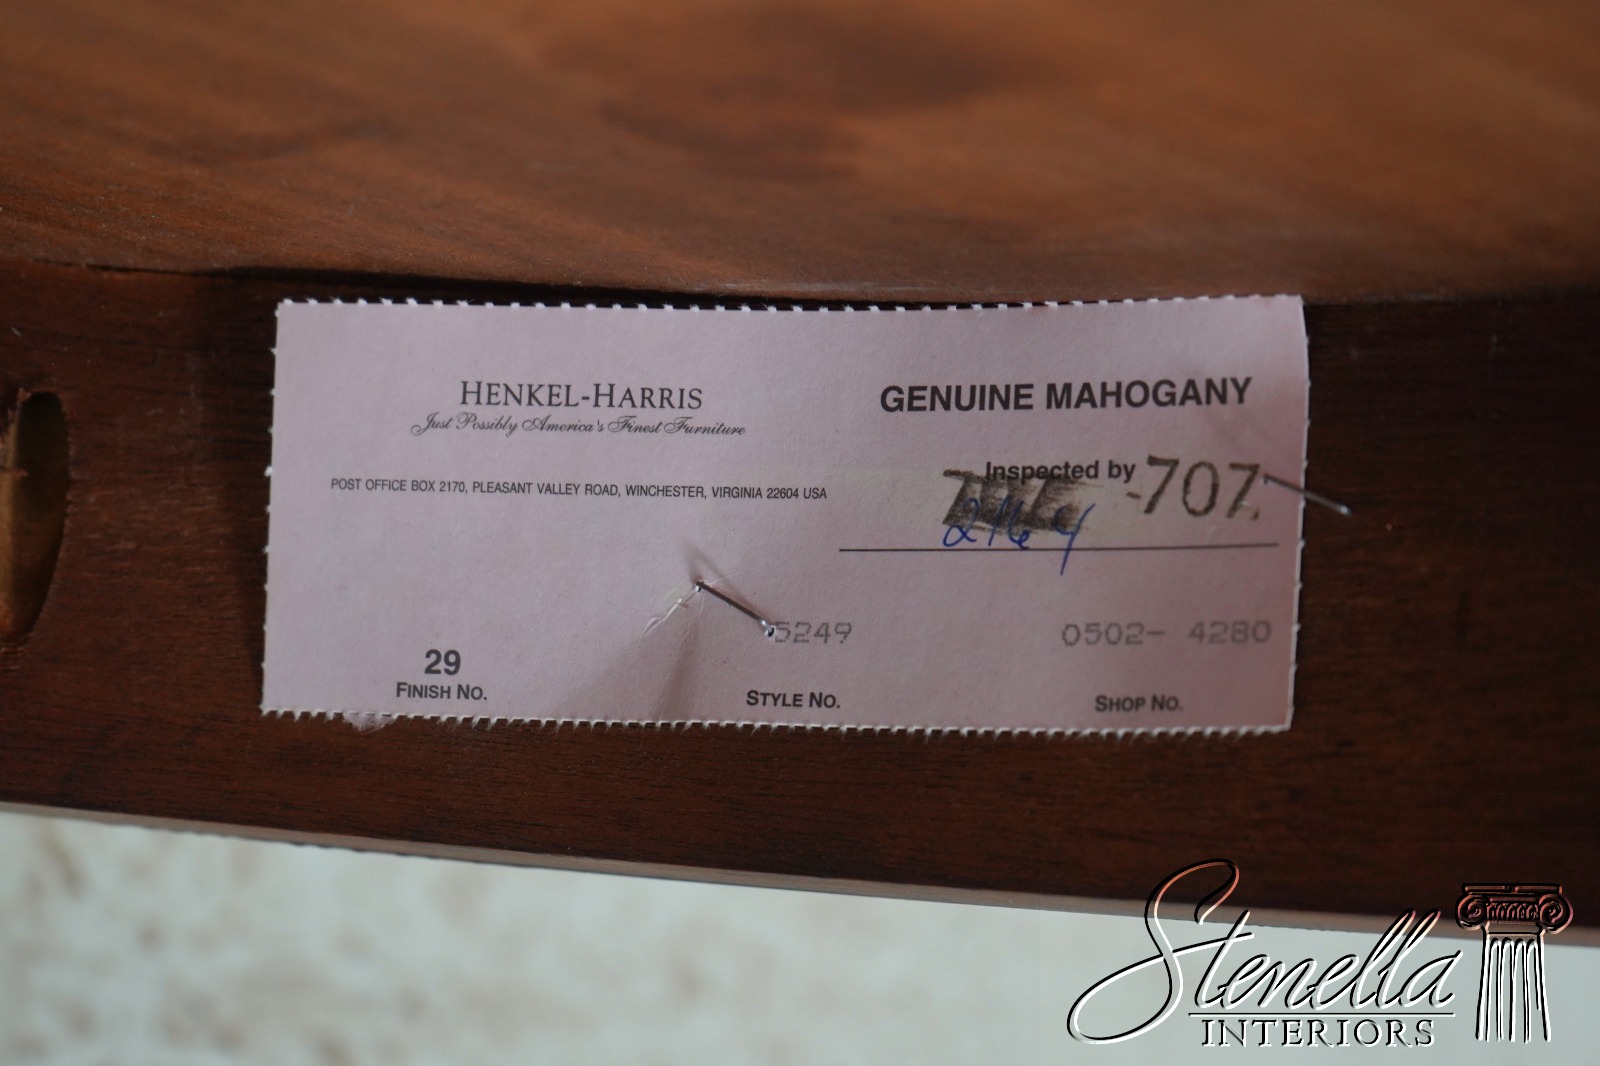 HENKEL-HARRIS
Just Possibly America's Finest Furniture
POST OFFICE BOX 2170, PLEASANT VALLEY ROAD, WINCHESTER, VIRGINIA 22604 USA
GENUINE MAHOGANY
Inspected by 707
29
FINISH NO.
5249
STYLE NO.
0502- 4280
SHOP NO.
Stenella
INTERIORS